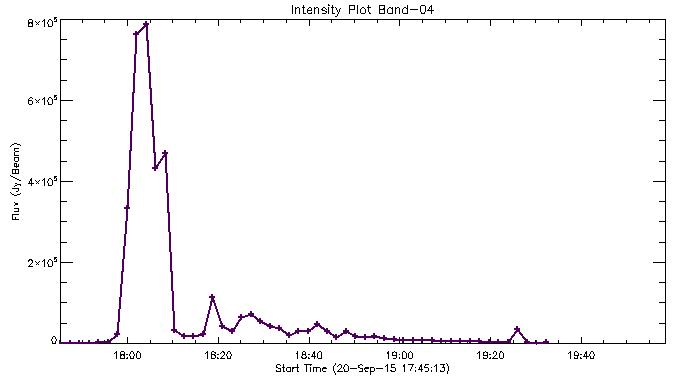 Intensity Plot Band-04
8×10⁵
6×10⁵
4×10⁵
2×10⁵
0
Flux (Jy/Beam)
18:00 18:20 18:40 19:00 19:20 19:40
Start Time (20-Sep-15 17:45:13)